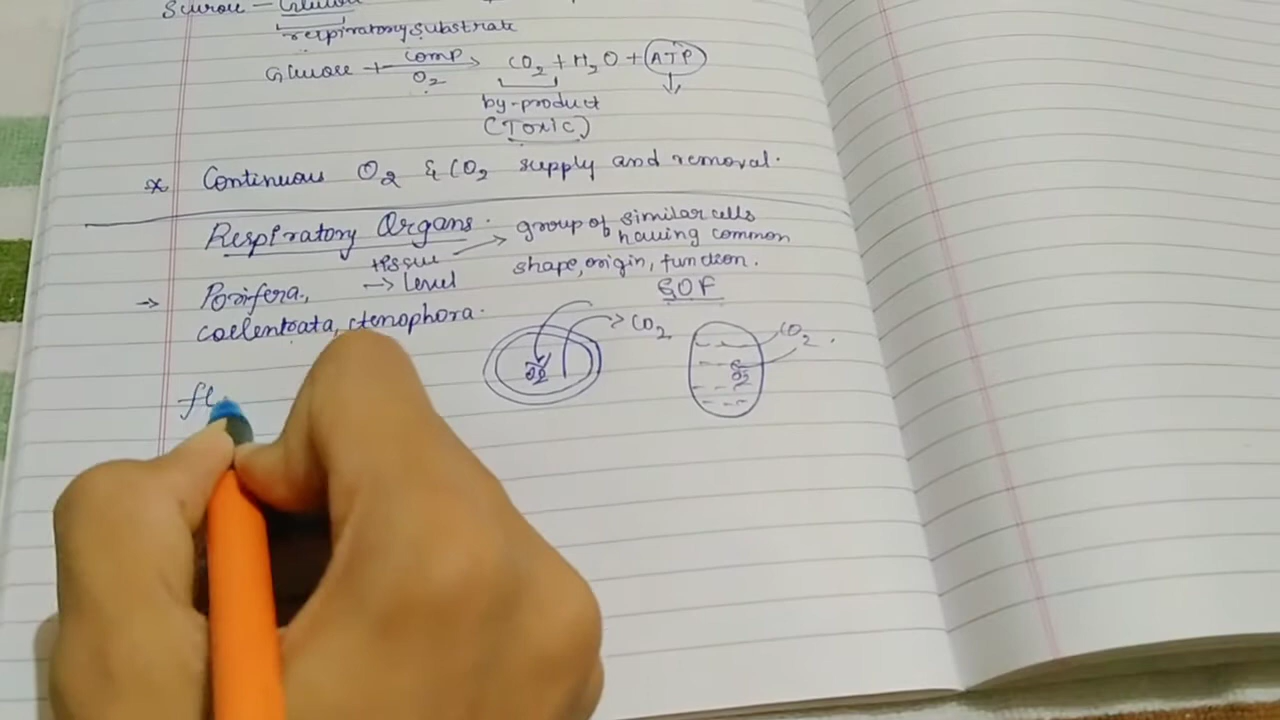 Source – Glucose
respiratory substrate
Glucose + comp O2 → CO2 + H2O + ATP
by-product
(Toxic)
* Continuous O2 & CO2 supply and removal.
Respiratory Organs.
group of similar cells
having common
shape, origin, function.
tissue
→ Porifera, → level
coelentrata, ctenophora.
CO2
CO2.
O2
O2